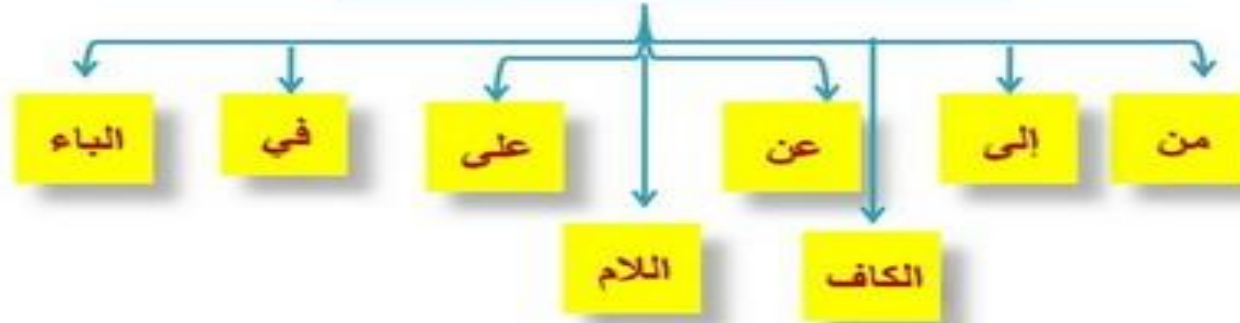 من إلى عن على في الباء
الكاف اللام